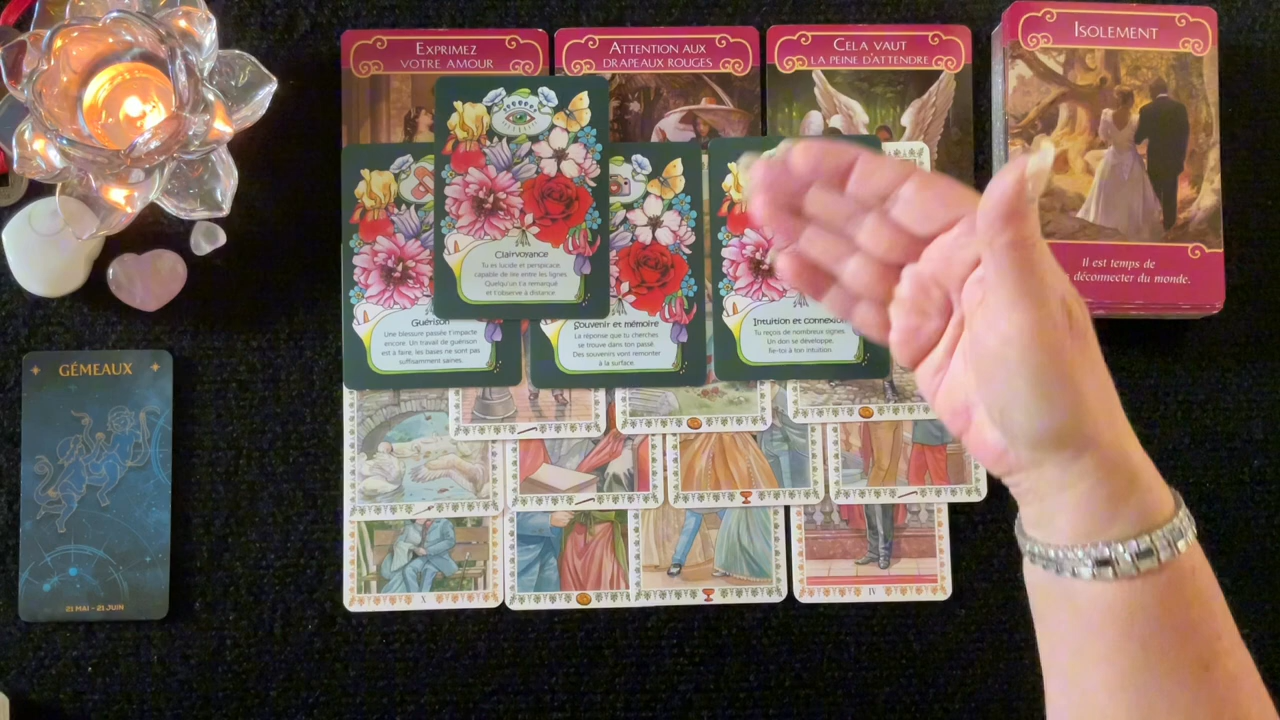 EXPRIMEZ
VOTRE AMOUR
ATTENTION AUX
DRAPEAUX ROUGES
CELA VAUT
LA PEINE D'ATTENDRE
ISOLEMENT
Il est temps de
déconnecter du monde.
Clairvoyance
Tu es lucide et perspicace,
capable de lire entre les lignes
Quelqu'un t'a remarqué
et t'observe à distance
Guérison
Une blessure passée t'impacte
encore. Un travail de guérison
est à faire, les bases ne sont pas
suffisamment saines.
Souvenir et mémoire
La réponse que tu cherches
se trouve dans ton passé.
Des souvenirs vont remonter
à la surface.
Intuition et connexion
Tu reçois de nombreux signes.
Un don se développe,
fie-toi à ton intuition.
GÉMEAUX
21 MAI - 21 JUIN
X
IV